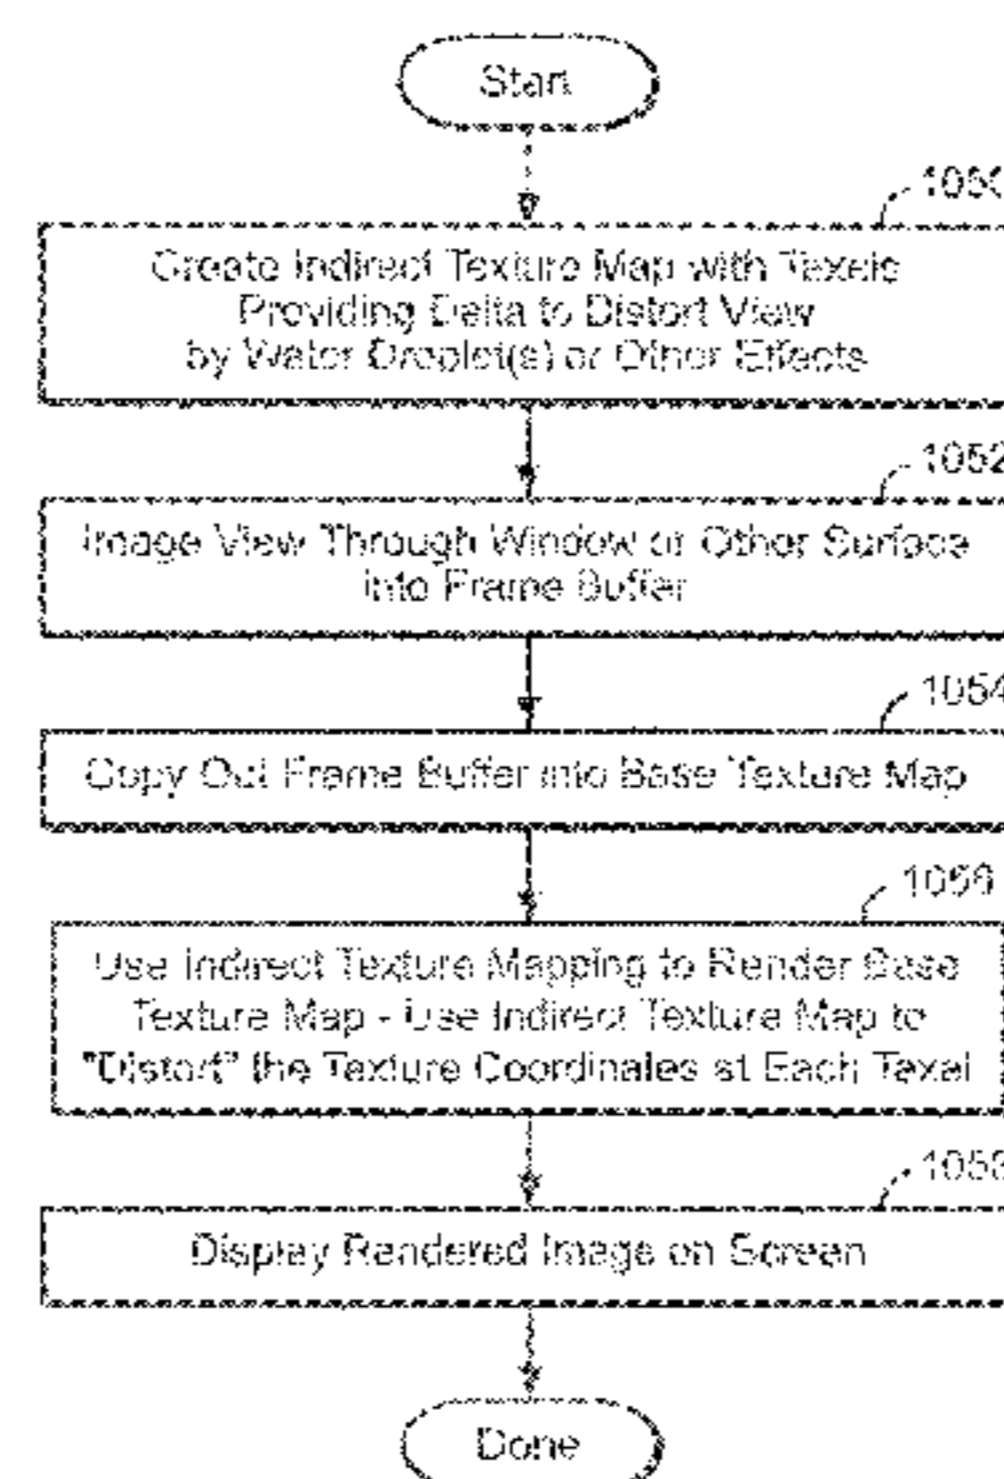 Start
1050
Create Indirect Texture Map with Texels
Providing Delta to Distort View
by Water Droplet(s) or Other Effects
1052
Image View Through Window or Other Surface
into Frame Buffer
1054
Copy Out Frame Buffer into Base Texture Map
1056
Use Indirect Texture Mapping to Render Base
Texture Map - Use Indirect Texture Map to
"Distort" the Texture Coordinates at Each Texel
1058
Display Rendered Image on Screen
Done